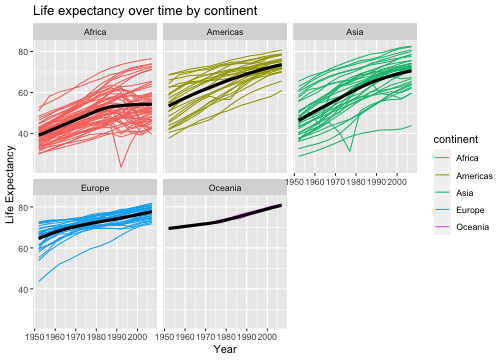 Life expectancy over time by continent
Africa
Americas
Asia
80
60
40
1950 1960 1970 1980 1990 2000
Europe
Oceania
80
60
40
1950 1960 1970 1980 1990 2000
1950 1960 1970 1980 1990 2000
Life Expectancy
Year
continent
Africa
Americas
Asia
Europe
Oceania